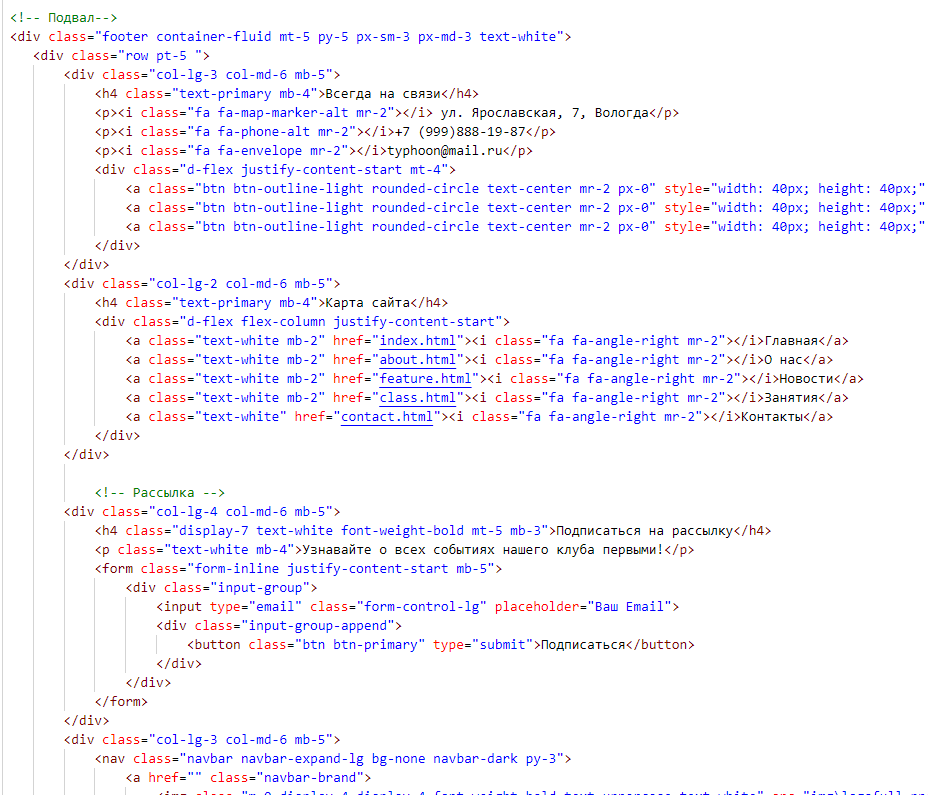 <!-- Подвал-->
<div class="footer container-fluid mt-5 py-5 px-sm-3 px-md-3 text-white">
<div class="row pt-5 ">
<div class="col-lg-3 col-md-6 mb-5">
<h4 class="text-primary mb-4">Всегда на связи</h4>
<p><i class="fa fa-map-marker-alt mr-2"></i> ул. Ярославская, 7, Вологда</p>
<p><i class="fa fa-phone-alt mr-2"></i>+7 (999)888-19-87</p>
<p><i class="fa fa-envelope mr-2"></i>typhoon@mail.ru</p>
<div class="d-flex justify-content-start mt-4">
<a class="btn btn-outline-light rounded-circle text-center mr-2 px-0" style="width: 40px; height: 40px;"
<a class="btn btn-outline-light rounded-circle text-center mr-2 px-0" style="width: 40px; height: 40px;"
<a class="btn btn-outline-light rounded-circle text-center mr-2 px-0" style="width: 40px; height: 40px;"
</div>
</div>
<div class="col-lg-2 col-md-6 mb-5">
<h4 class="text-primary mb-4">Карта сайта</h4>
<div class="d-flex flex-column justify-content-start">
<a class="text-white mb-2" href="index.html"><i class="fa fa-angle-right mr-2"></i>Главная</a>
<a class="text-white mb-2" href="about.html"><i class="fa fa-angle-right mr-2"></i>О нас</a>
<a class="text-white mb-2" href="feature.html"><i class="fa fa-angle-right mr-2"></i>Новости</a>
<a class="text-white mb-2" href="class.html"><i class="fa fa-angle-right mr-2"></i>Занятия</a>
<a class="text-white" href="contact.html"><i class="fa fa-angle-right mr-2"></i>Контакты</a>
</div>
</div>
<!-- Рассылка -->
<div class="col-lg-4 col-md-6 mb-5">
<h4 class="display-7 text-white font-weight-bold mt-5 mb-3">Подписаться на рассылку</h4>
<p class="text-white mb-4">Узнавайте о всех событиях нашего клуба первыми!</p>
<form class="form-inline justify-content-start mb-5">
<div class="input-group">
<input type="email" class="form-control-lg" placeholder="Ваш Email">
<div class="input-group-append">
<button class="btn btn-primary" type="submit">Подписаться</button>
</div>
</div>
</form>
</div>
<div class="col-lg-3 col-md-6 mb-5">
<nav class="navbar navbar-expand-lg bg-none navbar-dark py-3">
<a href="" class="navbar-brand">